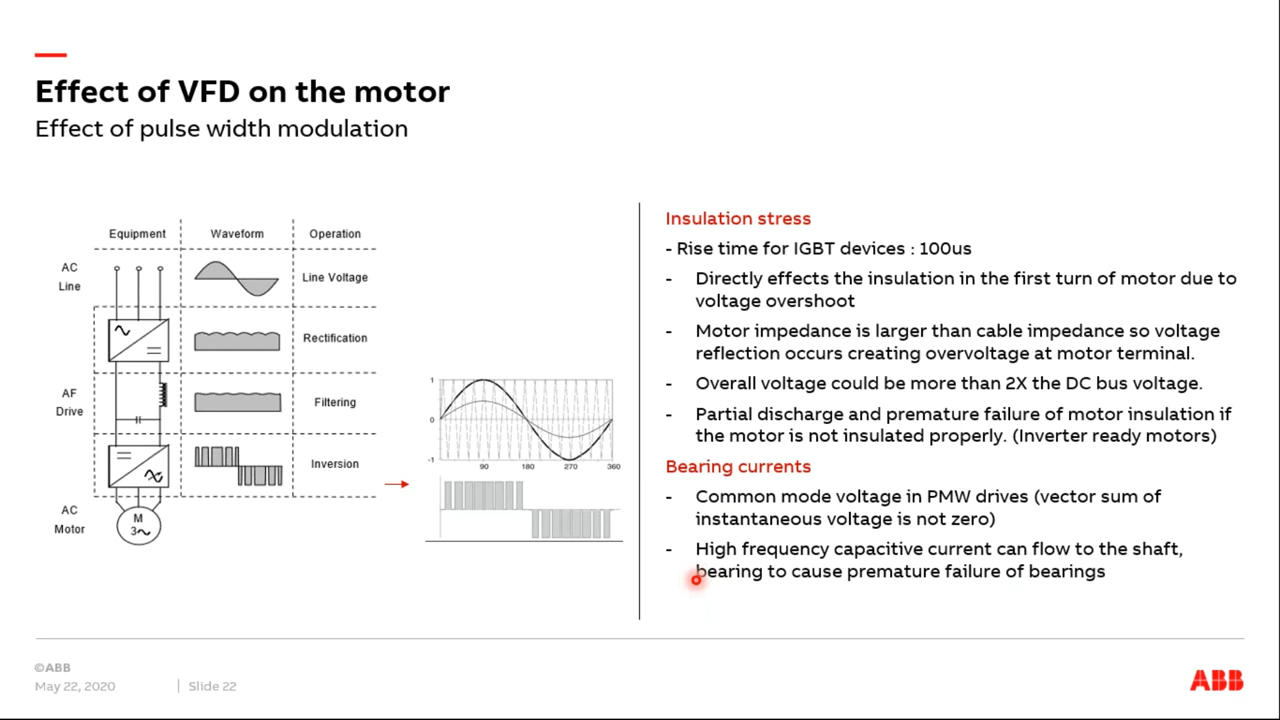 Effect of VFD on the motor
Effect of pulse width modulation
Equipment Waveform Operation
AC
Line
Line Voltage
Rectification
AF
Drive
Filtering
Inversion
AC
Motor
M
3~
1
0
-1
90 180 270 360
Insulation stress
- Rise time for IGBT devices : 100us
- Directly effects the insulation in the first turn of motor due to
voltage overshoot
- Motor impedance is larger than cable impedance so voltage
reflection occurs creating overvoltage at motor terminal.
- Overall voltage could be more than 2X the DC bus voltage.
- Partial discharge and premature failure of motor insulation if
the motor is not insulated properly. (Inverter ready motors)
Bearing currents
- Common mode voltage in PMW drives (vector sum of
instantaneous voltage is not zero)
- High frequency capacitive current can flow to the shaft,
bearing to cause premature failure of bearings
©ABB
May 22, 2020 | Slide 22
ABB